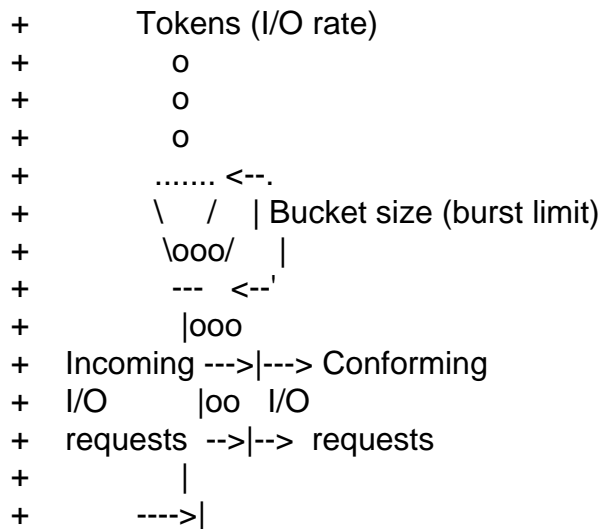 +          Tokens (I/O rate)
+              o
+              o
+              o
+            ....... <--.
+            \     /   | Bucket size (burst limit)
+             \ooo/     |
+              ---   <--'
+               |ooo
+    Incoming --->|---> Conforming
+    I/O         |oo   I/O
+    requests  -->|-->  requests
+               |
+          ---->|